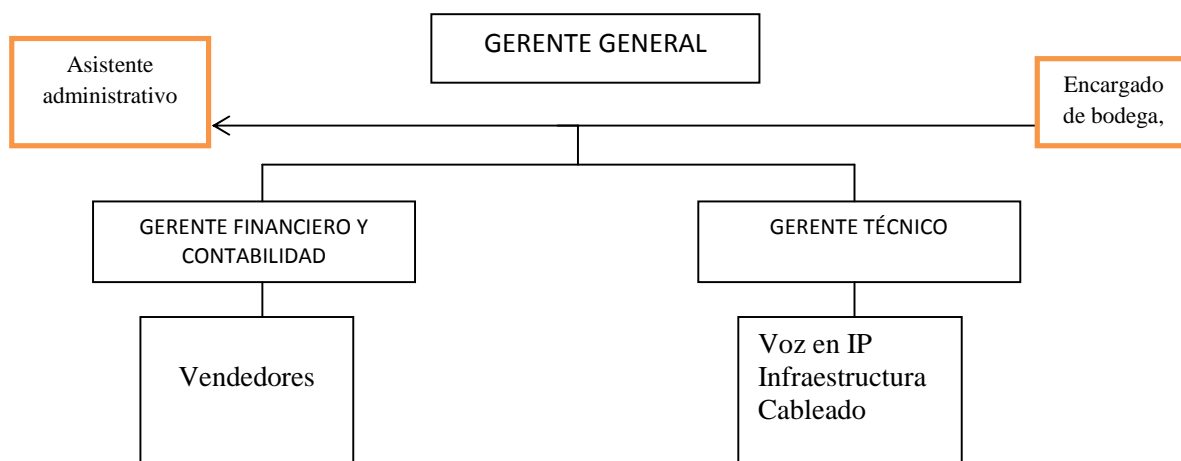 GERENTE GENERAL
Asistente
administrativo
Encargado
de bodega,
GERENTE FINANCIERO Y
CONTABILIDAD
GERENTE TÉCNICO
Vendedores
Voz en IP
Infraestructura
Cableado